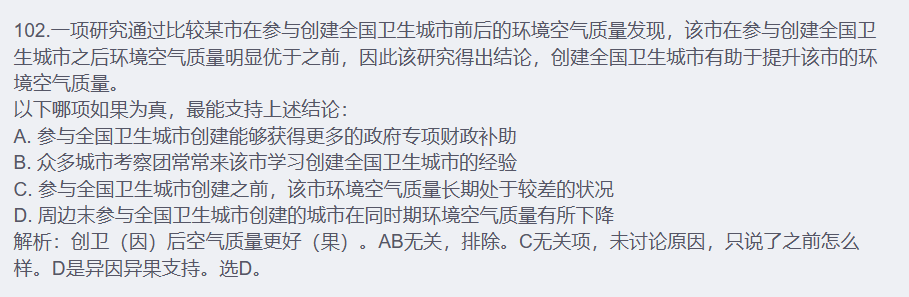 102.一项研究通过比较某市在参与创建全国卫生城市前后的环境空气质量发现，该市在参与创建全国卫
生城市之后环境空气质量明显优于之前，因此该研究得出结论，创建全国卫生城市有助于提升该市的环
境空气质量。
以下哪项如果为真，最能支持上述结论：
A. 参与全国卫生城市创建能够获得更多的政府专项财政补助
B. 众多城市考察团常常来该市学习创建全国卫生城市的经验
C. 参与全国卫生城市创建之前，该市环境空气质量长期处于较差的状况
D. 周边末参与全国卫生城市创建的城市在同时期环境空气质量有所下降
解析：创卫（因）后空气质量更好（果）。AB无关，排除。C无关项，未讨论原因，只说了之前怎么
样。D是异因异果支持。选D。